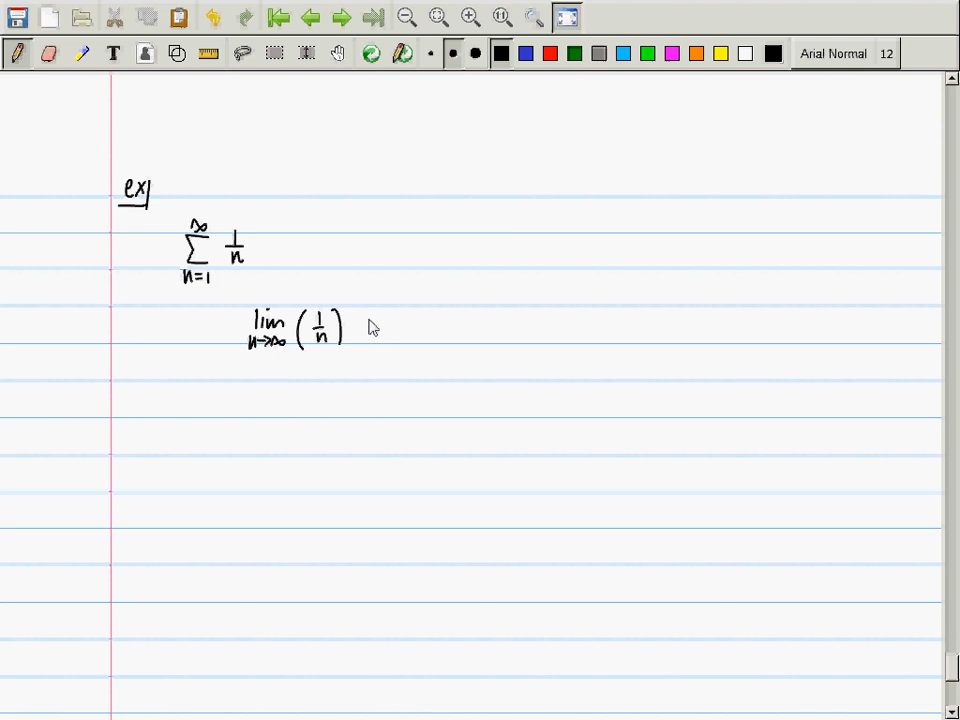 Arial Normal 12
ex
∞
∑ 1/n
n=1
lim (1/n)
n→∞